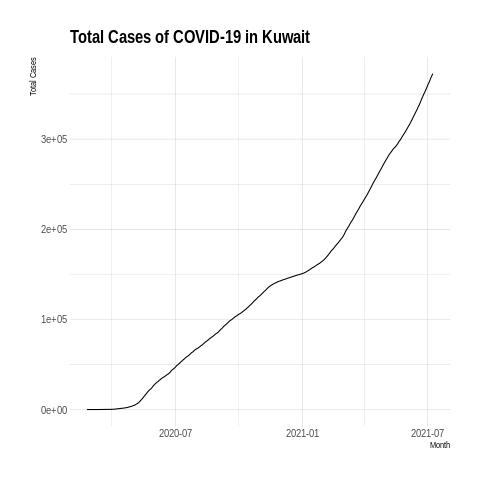 Total Cases of COVID-19 in Kuwait
Total Cases
3e+05
2e+05
1e+05
0e+00
2020-07 2021-01 2021-07
Month